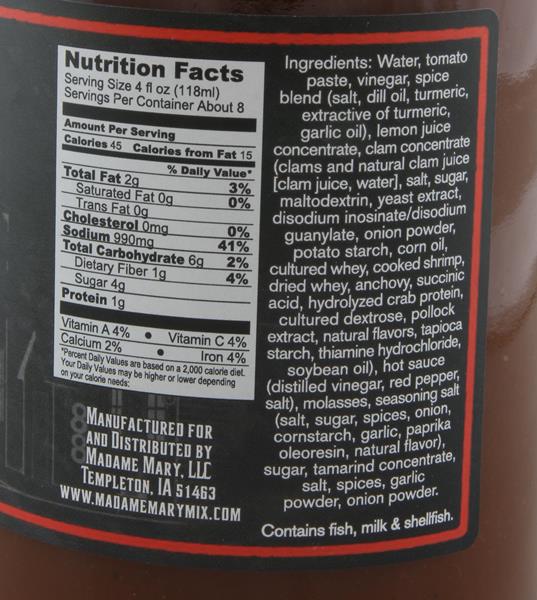 Nutrition Facts
Serving Size 4 fl oz (118ml)
Servings Per Container About 8
Amount Per Serving
Calories 45 Calories from Fat 15
% Daily Value*
Total Fat 2g 3%
Saturated Fat 0g 0%
Trans Fat 0g
Cholesterol 0mg 0%
Sodium 990mg 41%
Total Carbohydrate 6g 2%
Dietary Fiber 1g 4%
Sugar 4g
Protein 1g
Vitamin A 4% • Vitamin C 4%
Calcium 2% • Iron 4%
*Percent Daily Values are based on a 2,000 calorie diet.
Your Daily Values may be higher or lower depending
on your calorie needs:
MANUFACTURED FOR
AND DISTRIBUTED BY
MADAME MARY, LLC
TEMPLETON, IA 51463
WWW.MADAMEMARYMIX.COM
Ingredients: Water, tomato
paste, vinegar, spice
blend (salt, dill oil, turmeric,
extractive of turmeric,
garlic oil), lemon juice
concentrate, clam concentrate
(clams and natural clam juice
[clam juice, water], salt, sugar,
maltodextrin, yeast extract,
disodium inosinate/disodium
guanylate, onion powder,
potato starch, corn oil,
cultured whey, cooked shrimp,
dried whey, anchovy, succinic
acid, hydrolyzed crab protein,
cultured dextrose, pollock
extract, natural flavors, tapioca
starch, thiamine hydrochloride,
soybean oil), hot sauce
(distilled vinegar, red pepper,
salt), molasses, seasoning salt
(salt, sugar, spices, onion,
cornstarch, garlic, paprika
oleoresin, natural flavor),
sugar, tamarind concentrate,
salt, spices, garlic
powder, onion powder.
Contains fish, milk & shellfish.